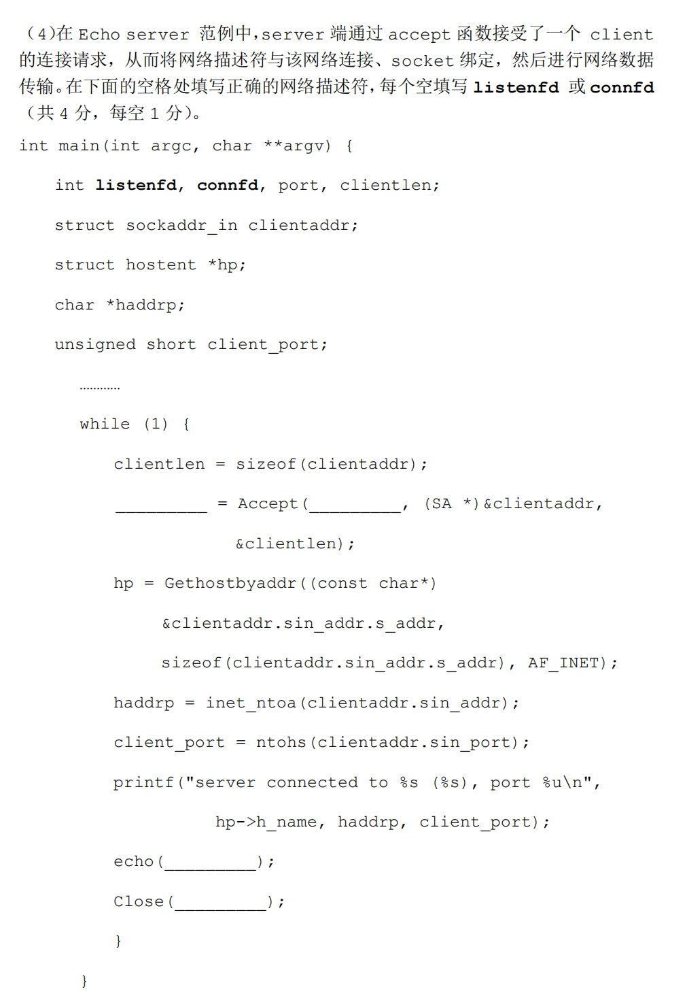 （4)在 Echo server 范例中,server 端通过 accept 函数接受了一个 client
的连接请求，从而将网络描述符与该网络连接、socket 绑定，然后进行网络数据
传输。在下面的空格处填写正确的网络描述符,每个空填写 listenfd 或 connfd
（共 4 分，每空 1 分）。
int main(int argc, char **argv) {
int listenfd, connfd, port, clientlen;
struct sockaddr_in clientaddr;
struct hostent *hp;
char *haddrp;
unsigned short client_port;
…………
while (1) {
clientlen = sizeof(clientaddr);
_________ = Accept(_________, (SA *)&clientaddr,
&clientlen);
hp = Gethostbyaddr((const char*)
&clientaddr.sin_addr.s_addr,
sizeof(clientaddr.sin_addr.s_addr), AF_INET);
haddrp = inet_ntoa(clientaddr.sin_addr);
client_port = ntohs(clientaddr.sin_port);
printf("server connected to %s (%s), port %u\n",
hp->h_name, haddrp, client_port);
echo(_________);
Close(_________);
}
}